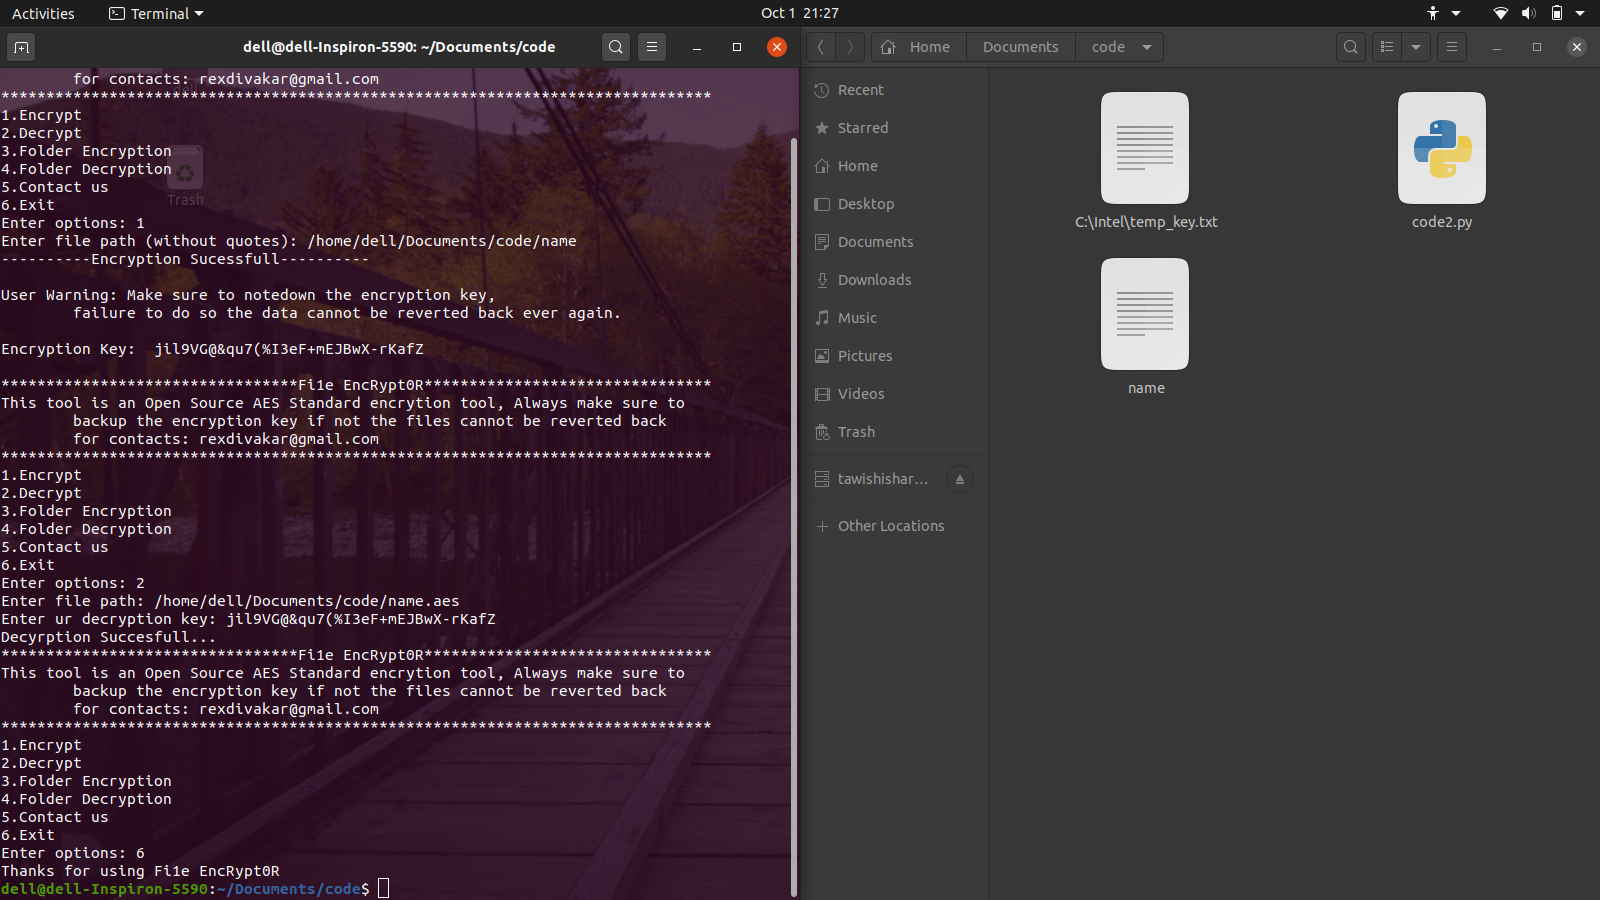 Activities
Terminal
Oct 1 21:27
dell@dell-Inspiron-5590: ~/Documents/code
for contacts: rexdivakar@gmail.com
*******************************************************************************
1.Encrypt
2.Decrypt
3.Folder Encryption
4.Folder Decryption
5.Contact us
6.Exit
Enter options: 1
Enter file path (without quotes): /home/dell/Documents/code/name
----------Encryption Sucessfull----------
User Warning: Make sure to notedown the encryption key,
failure to do so the data cannot be reverted back ever again.
Encryption Key:  jil9VG@&qu7(%I3eF+mEJBwX-rKafZ
*********************************Fi1e EncRypt0R********************************
This tool is an Open Source AES Standard encrytion tool, Always make sure to
backup the encryption key if not the files cannot be reverted back
for contacts: rexdivakar@gmail.com
*******************************************************************************
1.Encrypt
2.Decrypt
3.Folder Encryption
4.Folder Decryption
5.Contact us
6.Exit
Enter options: 2
Enter file path: /home/dell/Documents/code/name.aes
Enter ur decryption key: jil9VG@&qu7(%I3eF+mEJBwX-rKafZ
Decyrption Succesfull...
*********************************Fi1e EncRypt0R********************************
This tool is an Open Source AES Standard encrytion tool, Always make sure to
backup the encryption key if not the files cannot be reverted back
for contacts: rexdivakar@gmail.com
*******************************************************************************
1.Encrypt
2.Decrypt
3.Folder Encryption
4.Folder Decryption
5.Contact us
6.Exit
Enter options: 6
Thanks for using Fi1e EncRypt0R
dell@dell-Inspiron-5590:~/Documents/code$
Trash
Home
Documents
code
Recent
Starred
Home
Desktop
Documents
Downloads
Music
Pictures
Videos
Trash
tawishishar...
Other Locations
C:\Intel\temp_key.txt
code2.py
name